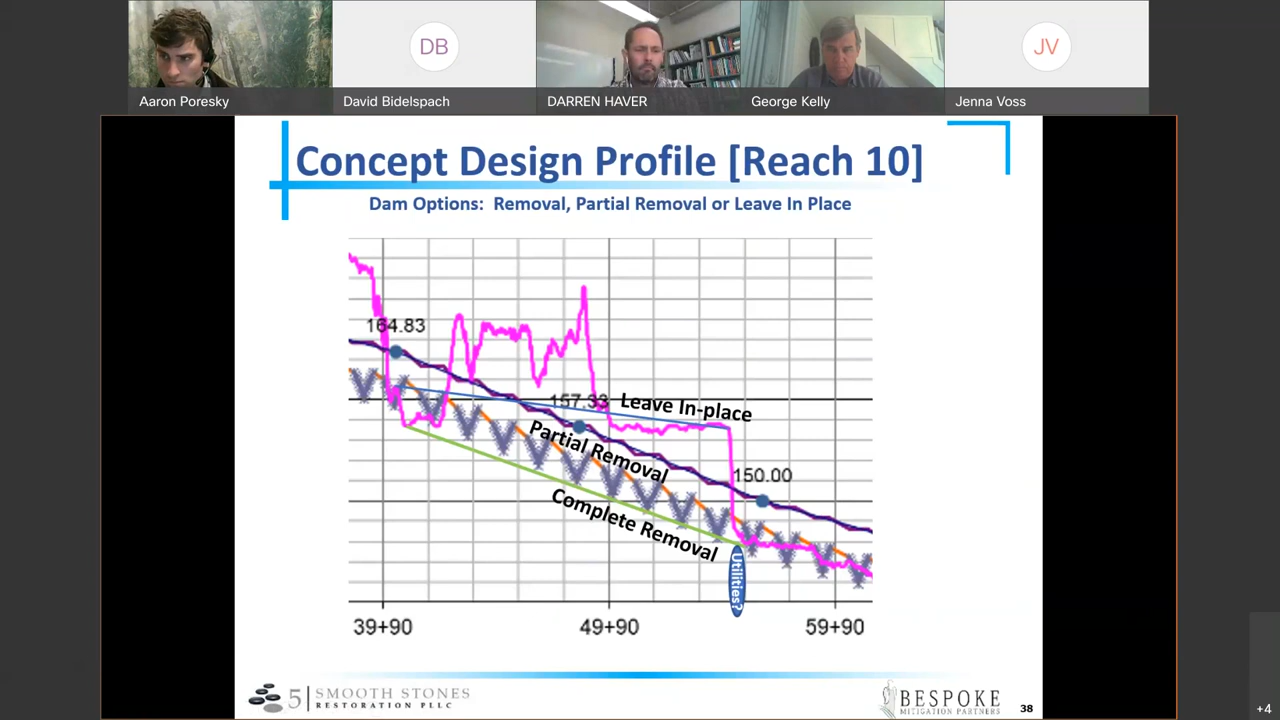 DB
JV
Aaron Poresky
David Bidelspach
DARREN HAVER
George Kelly
Jenna Voss
Concept Design Profile [Reach 10]
Dam Options: Removal, Partial Removal or Leave In Place
164.83
157.33
Leave In-place
Partial Removal
150.00
Complete Removal
Utilities?
39+90
49+90
59+90
5 SMOOTH STONES
RESTORATION PLLC
BESPOKE
MITIGATION PARTNERS
38
+4